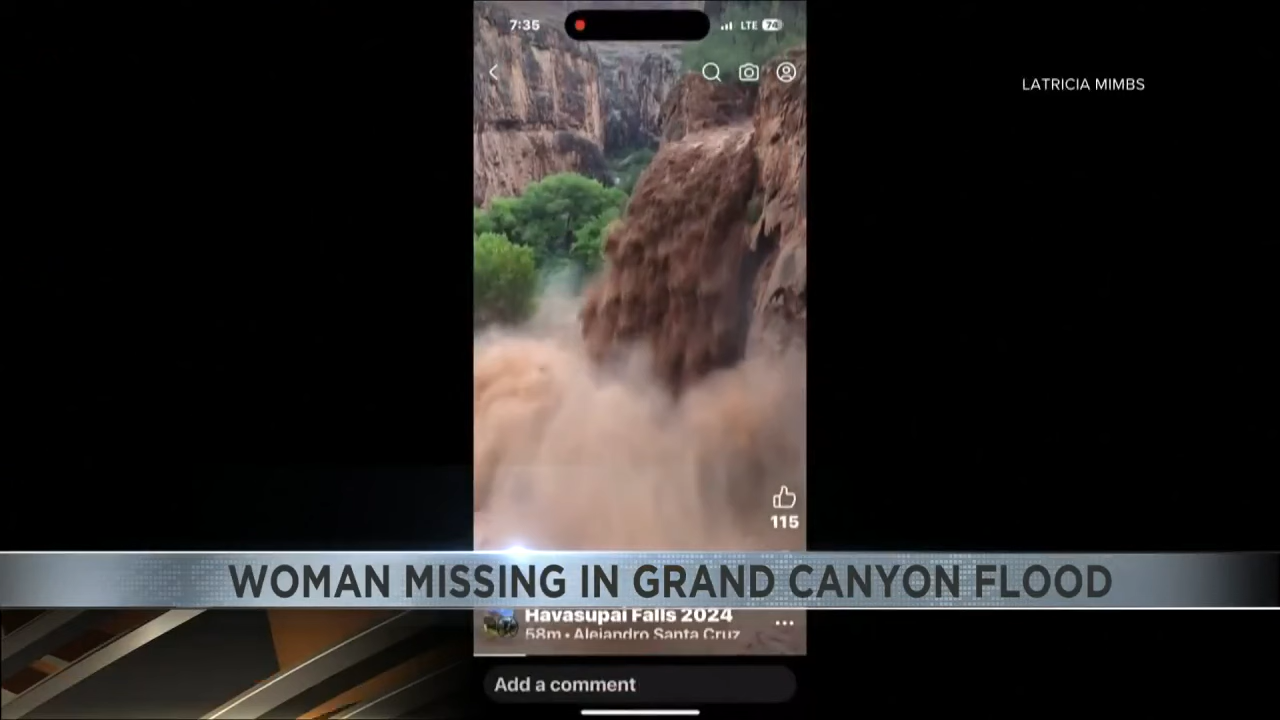 7:35
LTE 74
LATRICIA MIMBS
115
WOMAN MISSING IN GRAND CANYON FLOOD
Havasupai Falls 2024
58m • Alejandro Santa Cruz
Add a comment